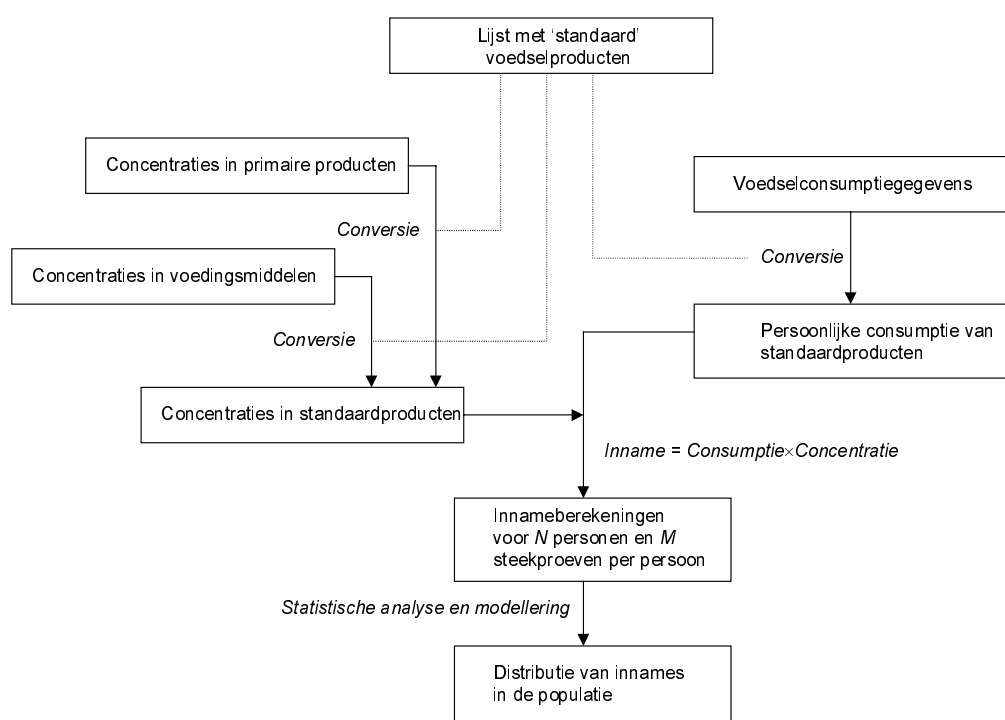 Lijst met ‘standaard’
voedselproducten
Concentraties in primaire producten
Voedselconsumptiegegevens
Conversie
Conversie
Concentraties in voedingsmiddelen
Conversie
Persoonlijke consumptie van
standaardproducten
Concentraties in standaardproducten
Inname = Consumptie×Concentratie
Innameberekeningen
voor N personen en M
steekproeven per persoon
Statistische analyse en modellering
Distributie van innames
in de populatie